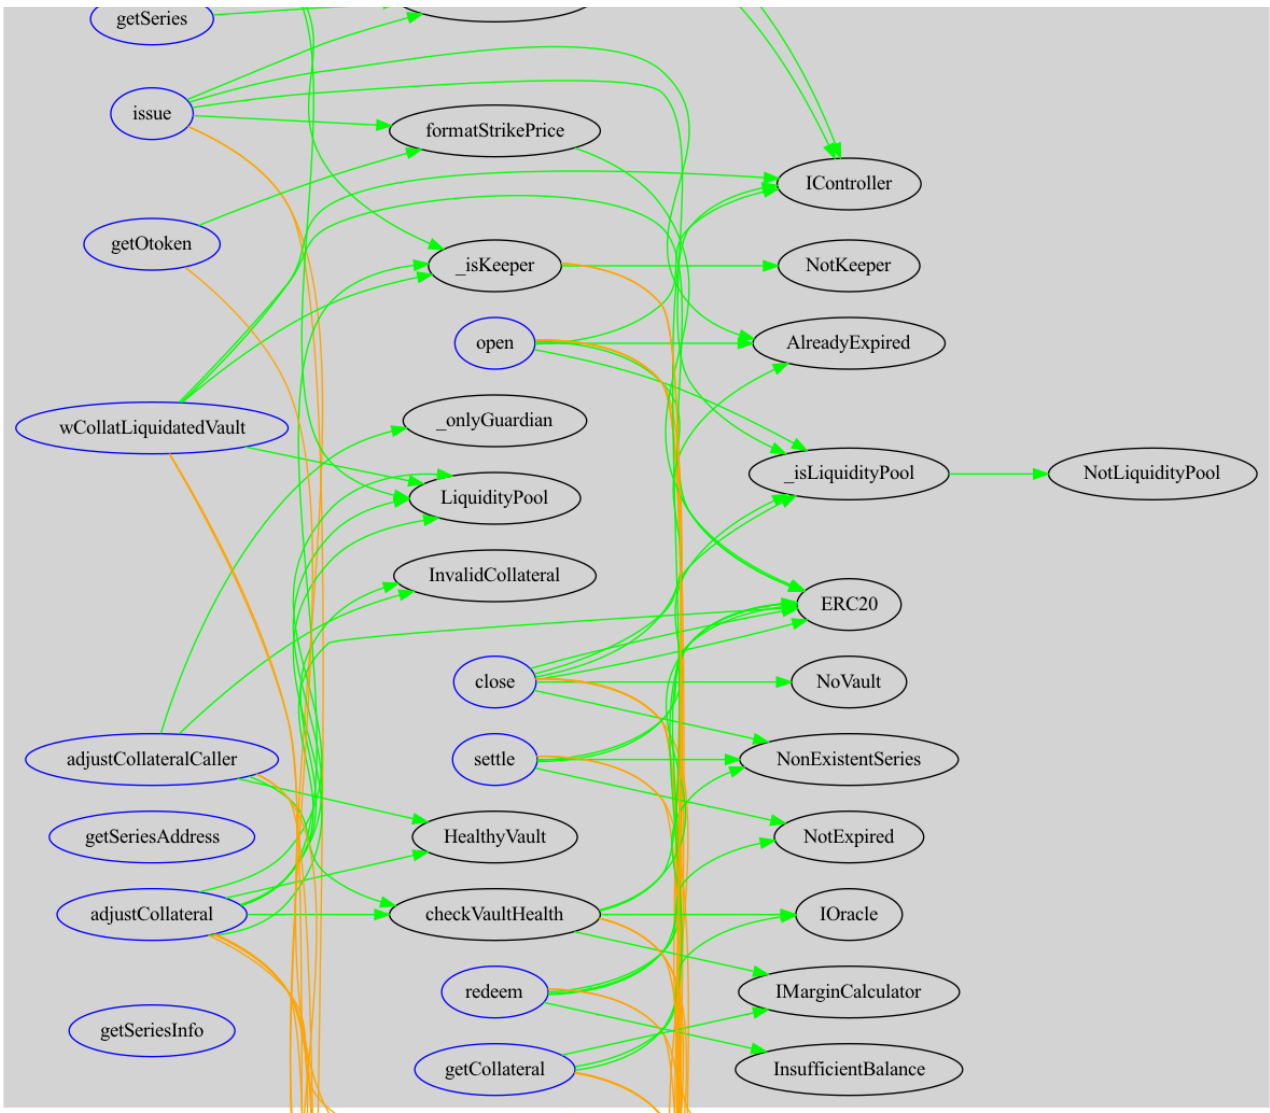 getSeries
issue
formatStrikePrice
IController
getOtoken
_isKeeper
NotKeeper
open
AlreadyExpired
wCollatLiquidatedVault
_onlyGuardian
_isLiquidityPool
NotLiquidityPool
LiquidityPool
InvalidCollateral
ERC20
close
NoVault
adjustCollateralCaller
settle
NonExistentSeries
getSeriesAddress
HealthyVault
NotExpired
adjustCollateral
checkVaultHealth
IOracle
redeem
IMarginCalculator
getSeriesInfo
getCollateral
InsufficientBalance